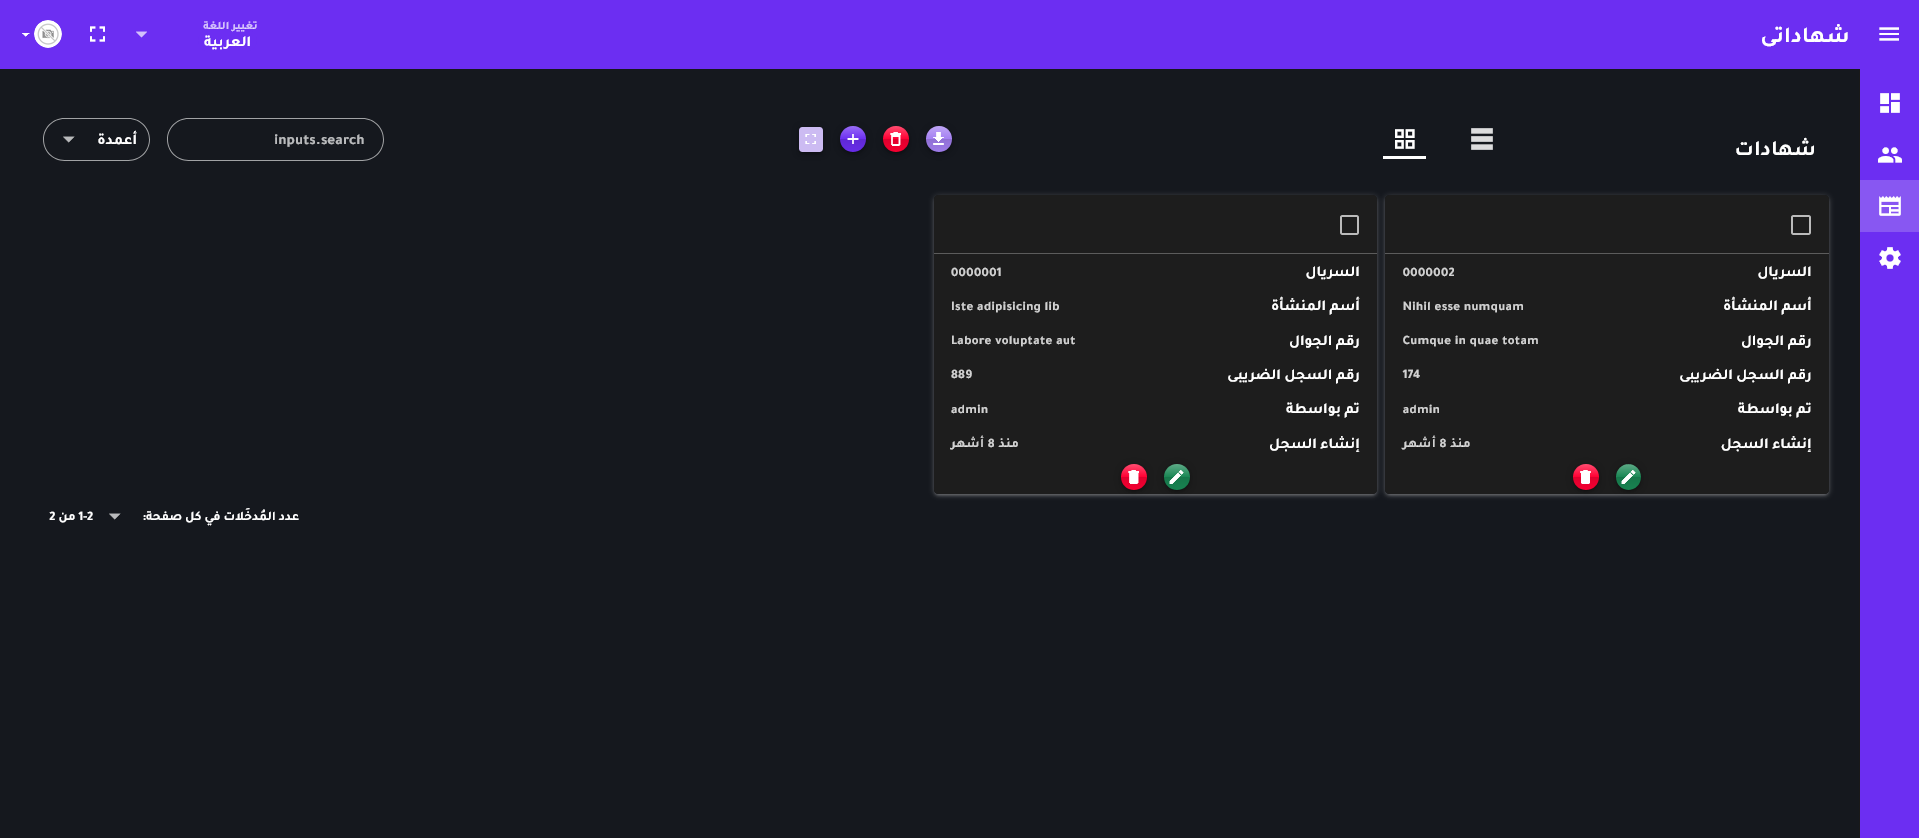 شهاداتى
تغيير اللغة
العربية
شهادات
inputs.search
أعمدة
السريال 0000002
أسم المنشأة Nihil esse numquam
رقم الجوال Cumque in quae totam
رقم السجل الضريبى 174
تم بواسطة admin
إنشاء السجل منذ 8 أشهر
السريال 0000001
أسم المنشأة Iste adipisicing lib
رقم الجوال Labore voluptate aut
رقم السجل الضريبى 889
تم بواسطة admin
إنشاء السجل منذ 8 أشهر
عدد المُدخَلات في كل صفحة: 1-2 من 2